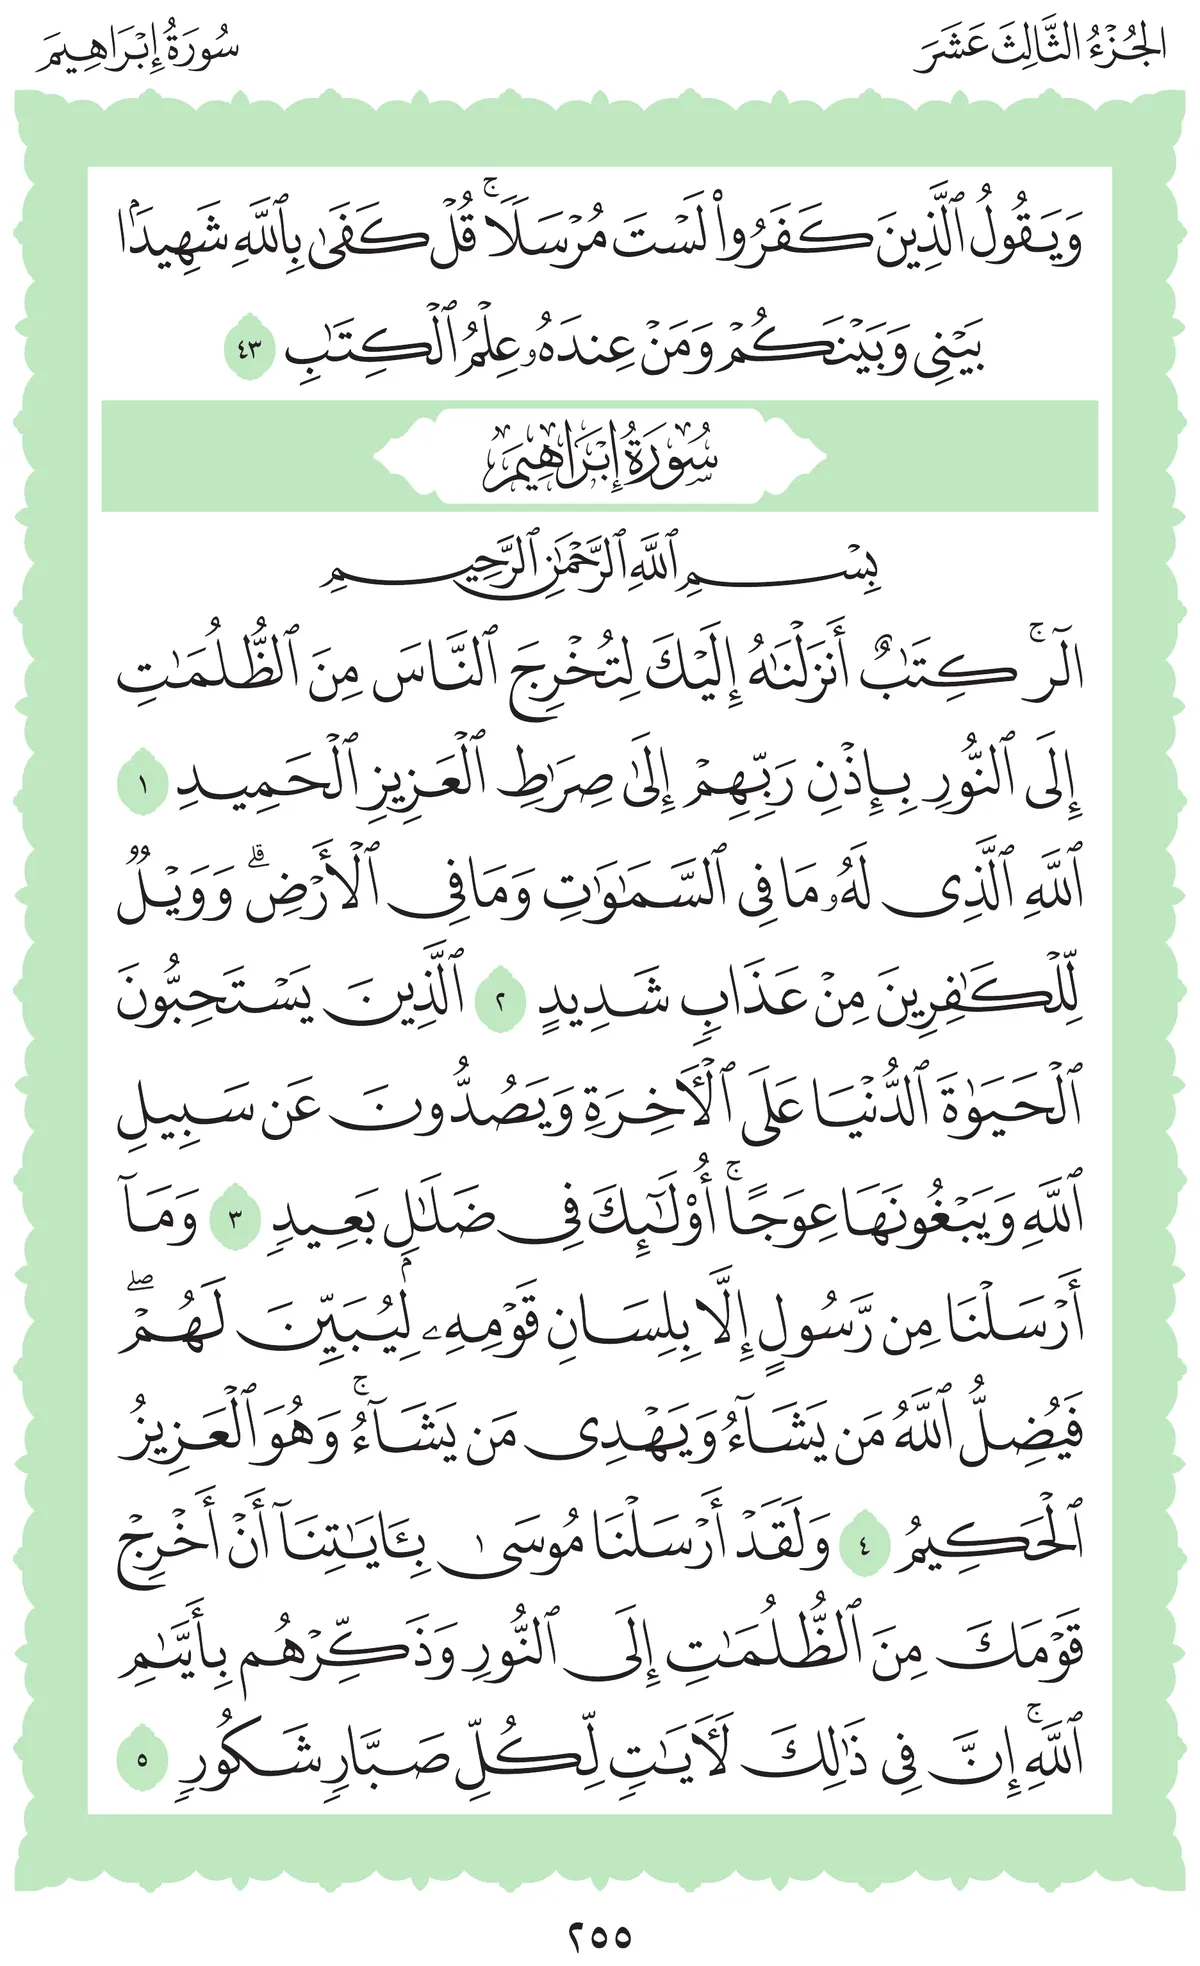 الجُزْءُ الثَّالِثَ عَشَرَ
سُورَةُ إِبْرَاهِيمَ
وَيَقُولُ ٱلَّذِينَ كَفَرُوا۟ لَسْتَ مُرْسَلًاۚ قُلْ كَفَىٰ بِٱللَّهِ شَهِيدًۢا
بَيْنِى وَبَيْنَكُمْ وَمَنْ عِندَهُۥ عِلْمُ ٱلْكِتَٰبِ ٤٣
سُورَةُ إِبْرَاهِيمَ
بِسْمِ ٱللَّهِ ٱلرَّحْمَٰنِ ٱلرَّحِيمِ
الٓرۚ كِتَٰبٌ أَنزَلْنَٰهُ إِلَيْكَ لِتُخْرِجَ ٱلنَّاسَ مِنَ ٱلظُّلُمَٰتِ
إِلَى ٱلنُّورِ بِإِذْنِ رَبِّهِمْ إِلَىٰ صِرَٰطِ ٱلْعَزِيزِ ٱلْحَمِيدِ ١
ٱللَّهِ ٱلَّذِى لَهُۥ مَا فِى ٱلسَّمَٰوَٰتِ وَمَا فِى ٱلْأَرْضِۗ وَوَيْلٌ
لِّلْكَٰفِرِينَ مِنْ عَذَابٍ شَدِيدٍ ٢ ٱلَّذِينَ يَسْتَحِبُّونَ
ٱلْحَيَوٰةَ ٱلدُّنْيَا عَلَى ٱلْءَاخِرَةِ وَيَصُدُّونَ عَن سَبِيلِ
ٱللَّهِ وَيَبْغُونَهَا عِوَجًاۚ أُو۟لَٰٓئِكَ فِى ضَلَٰلٍۭ بَعِيدٍ ٣ وَمَآ
أَرْسَلْنَا مِن رَّسُولٍ إِلَّا بِلِسَانِ قَوْمِهِۦ لِيُبَيِّنَ لَهُمْۖ
فَيُضِلُّ ٱللَّهُ مَن يَشَآءُ وَيَهْدِى مَن يَشَآءُۚ وَهُوَ ٱلْعَزِيزُ
ٱلْحَكِيمُ ٤ وَلَقَدْ أَرْسَلْنَا مُوسَىٰ بِـَٔايَٰتِنَآ أَنْ أَخْرِجْ
قَوْمَكَ مِنَ ٱلظُّلُمَٰتِ إِلَى ٱلنُّورِ وَذَكِّرْهُم بِأَيَّىٰمِ
ٱللَّهِۚ إِنَّ فِى ذَٰلِكَ لَءَايَٰتٍ لِّكُلِّ صَبَّارٍ شَكُورٍ ٥
٢٥٥